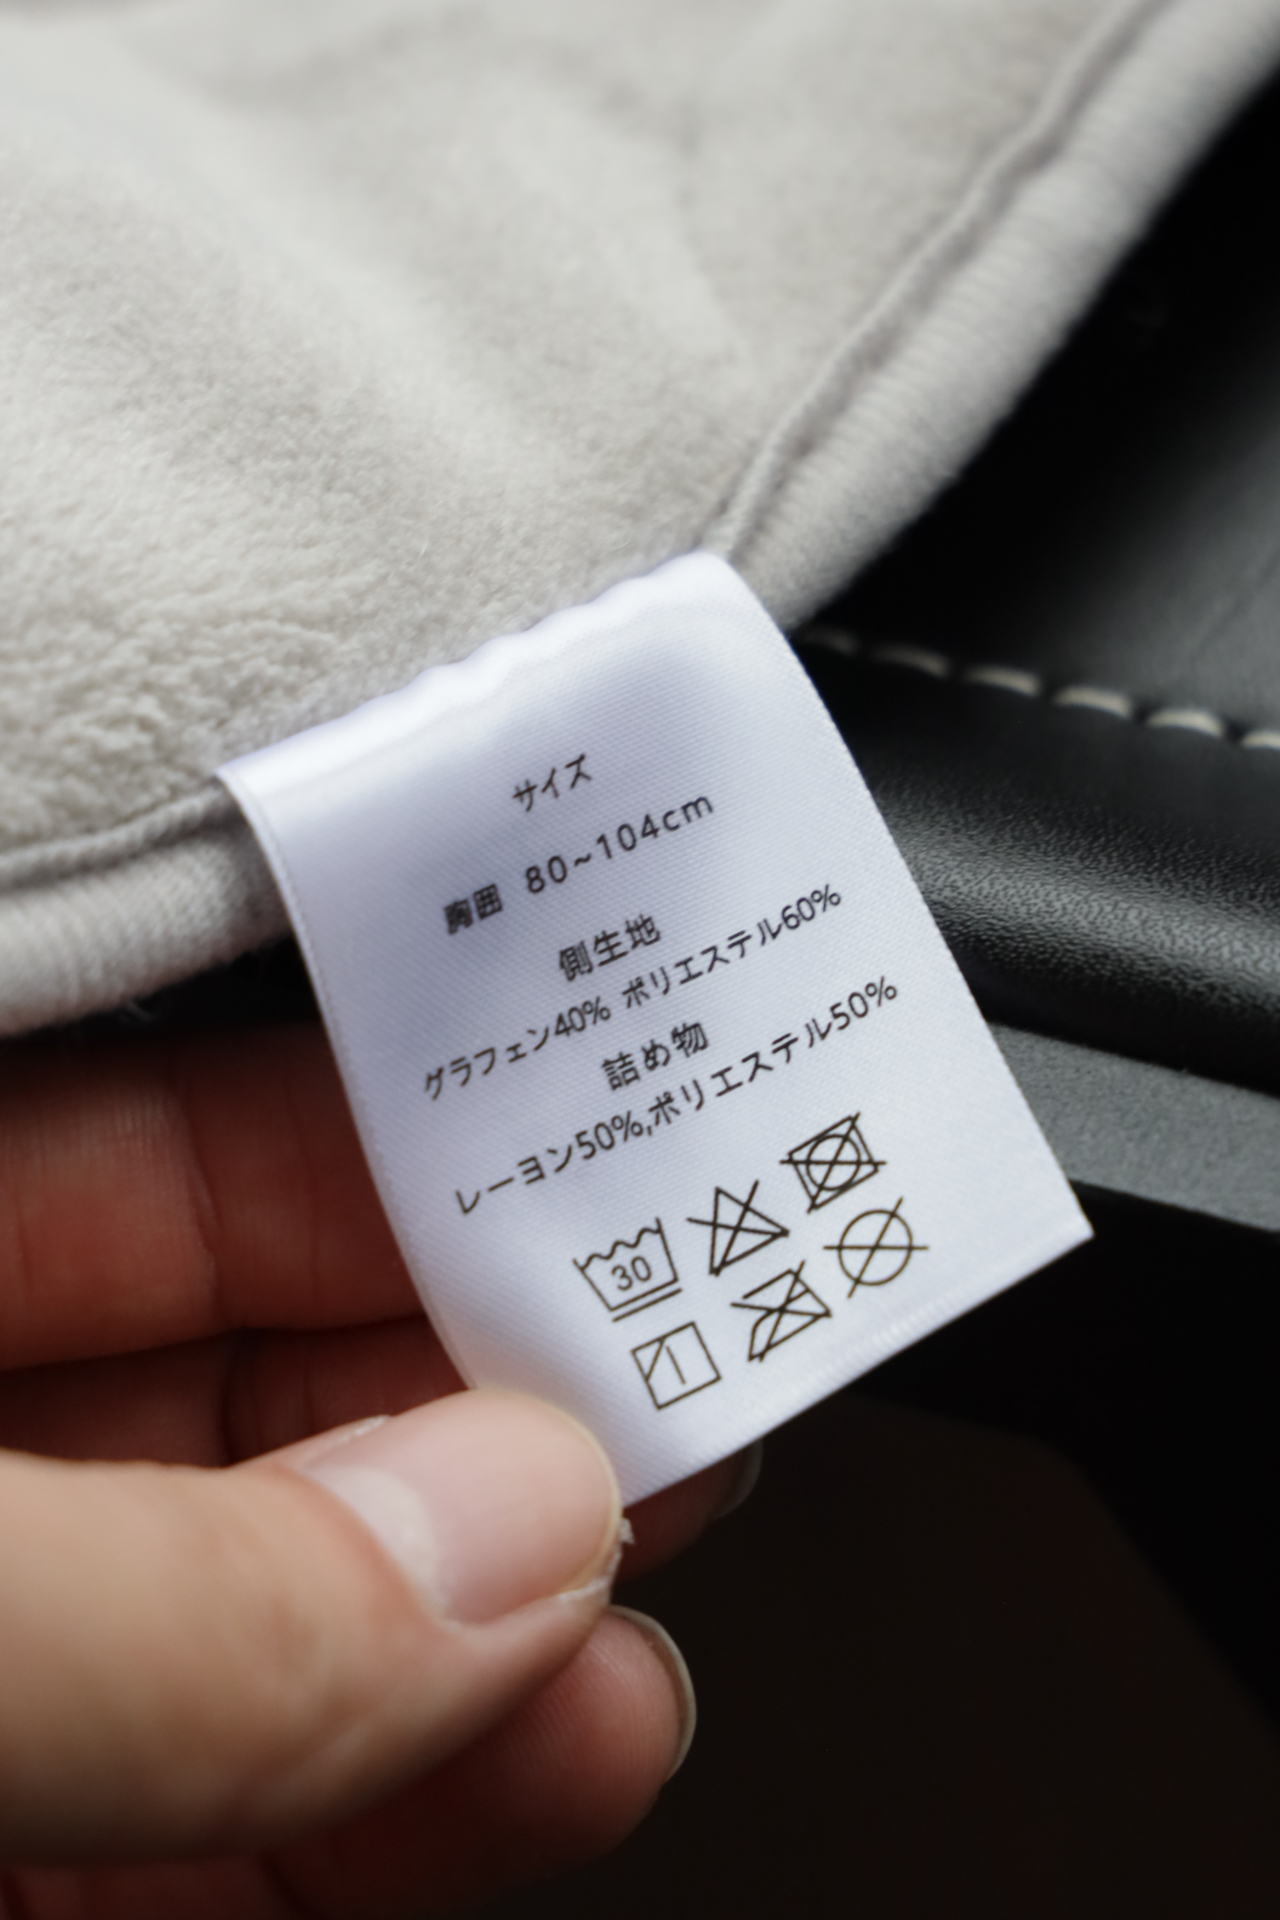 サイズ
胸囲 80~104cm
側生地
グラフェン40% ポリエステル60%
詰め物
レーヨン50%,ポリエステル50%
30